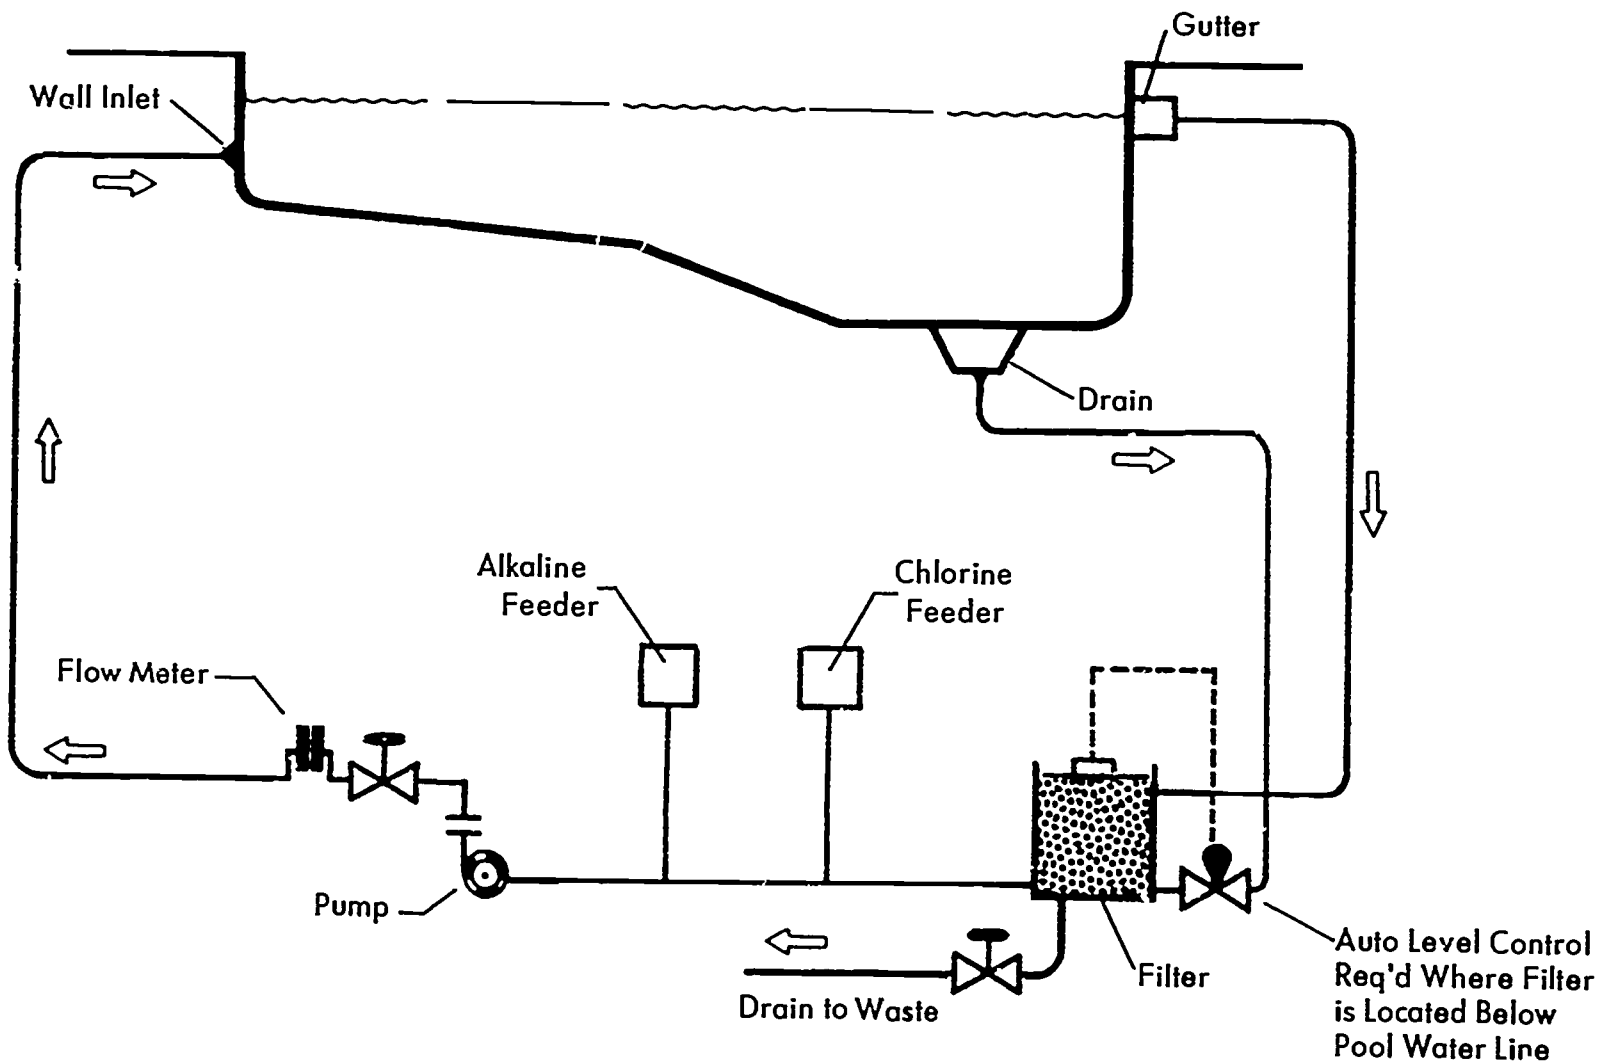 Gutter
Wall Inlet
Drain
Alkaline
Feeder
Chlorine
Feeder
Flow Meter
Pump
Filter
Drain to Waste
Auto Level Control
Req'd Where Filter
is Located Below
Pool Water Line